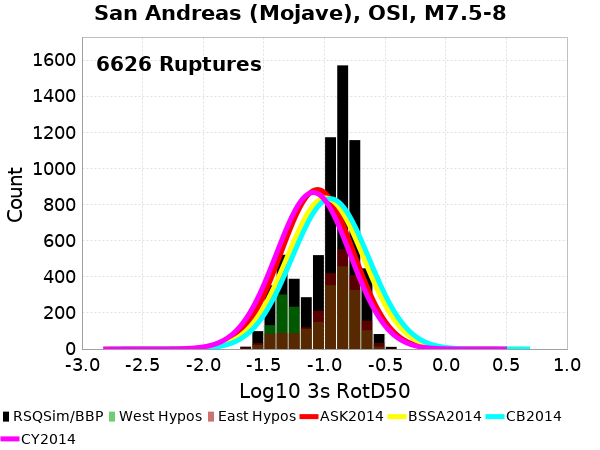 San Andreas (Mojave), OSI, M7.5-8
6626 Ruptures
1600
1400
1200
1000
800
600
400
200
0
Count
-3.0 -2.5 -2.0 -1.5 -1.0 -0.5 0.0 0.5 1.0
Log10 3s RotD50
RSQSim/BBP West Hypos East Hypos ASK2014 BSSA2014 CB2014
CY2014